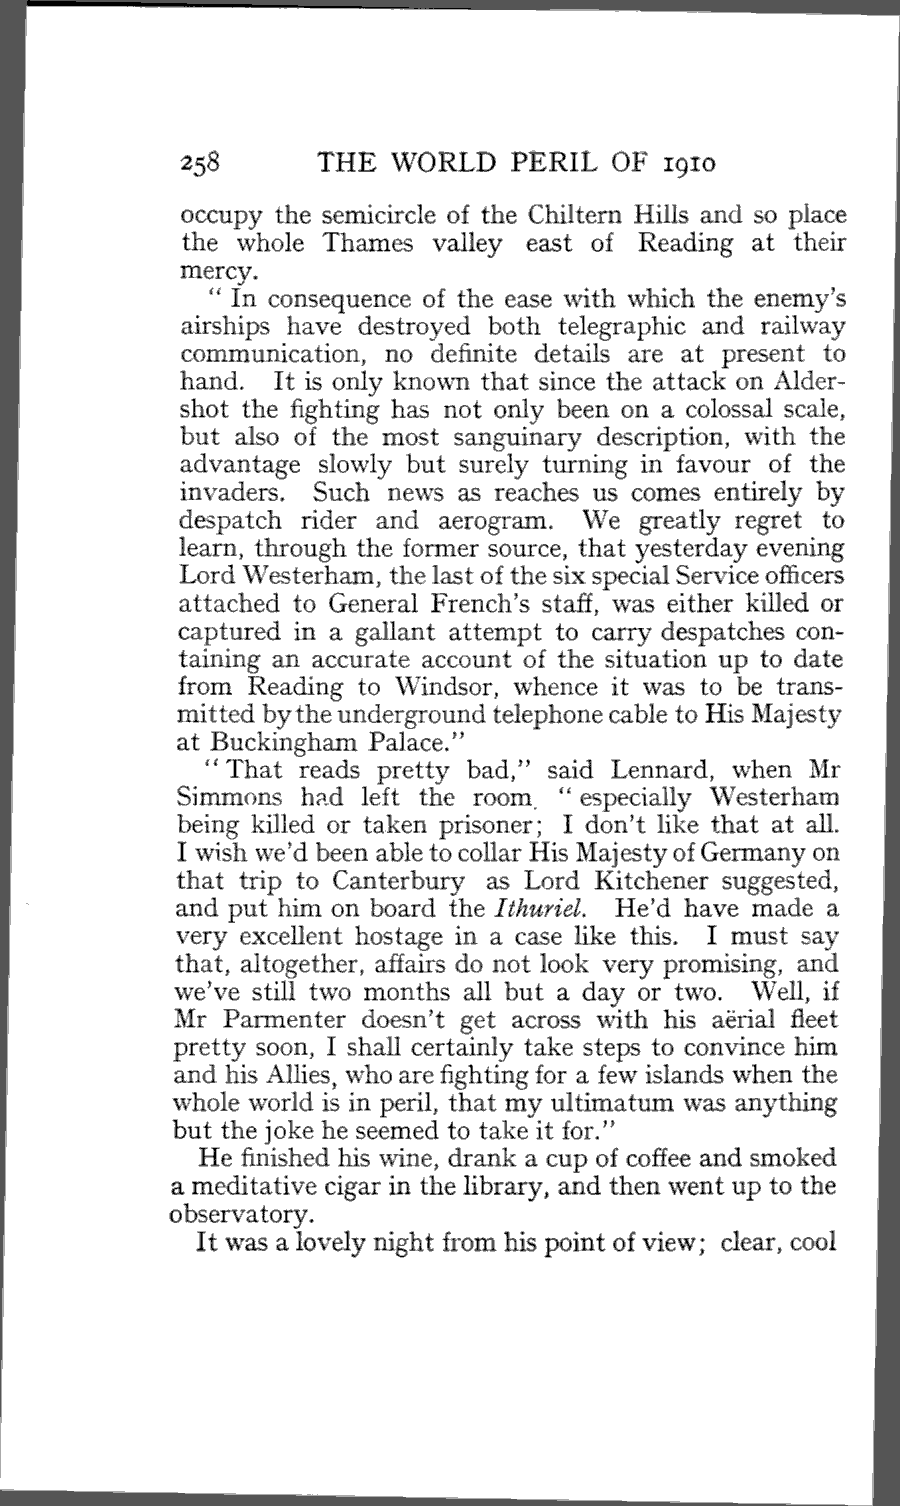 258 THE WORLD PERIL OF 1910
occupy the semicircle of the Chiltern Hills and so place
the whole Thames valley east of Reading at their
mercy.
“ In consequence of the ease with which the enemy’s
airships have destroyed both telegraphic and railway
communication, no definite details are at present to
hand. It is only known that since the attack on Alder-
shot the fighting has not only been on a colossal scale,
but also of the most sanguinary description, with the
advantage slowly but surely turning in favour of the
invaders. Such news as reaches us comes entirely by
despatch rider and aerogram. We greatly regret to
learn, through the former source, that yesterday evening
Lord Westerham, the last of the six special Service officers
attached to General French’s staff, was either killed or
captured in a gallant attempt to carry despatches con-
taining an accurate account of the situation up to date
from Reading to Windsor, whence it was to be trans-
mitted by the underground telephone cable to His Majesty
at Buckingham Palace.”
“ That reads pretty bad,” said Lennard, when Mr
Simmons had left the room, “ especially Westerham
being killed or taken prisoner; I don’t like that at all.
I wish we’d been able to collar His Majesty of Germany on
that trip to Canterbury as Lord Kitchener suggested,
and put him on board the Ithuriel. He’d have made a
very excellent hostage in a case like this. I must say
that, altogether, affairs do not look very promising, and
we’ve still two months all but a day or two. Well, if
Mr Parmenter doesn’t get across with his aërial fleet
pretty soon, I shall certainly take steps to convince him
and his Allies, who are fighting for a few islands when the
whole world is in peril, that my ultimatum was anything
but the joke he seemed to take it for.”
He finished his wine, drank a cup of coffee and smoked
a meditative cigar in the library, and then went up to the
observatory.
It was a lovely night from his point of view; clear, cool